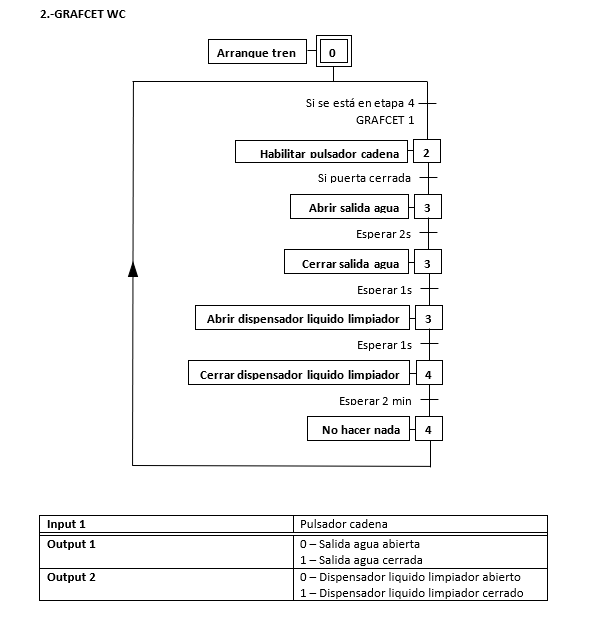 2.-GRAFCET WC
Arranque tren 0
Si se está en etapa 4
GRAFCET 1
Habilitar pulsador cadena 2
Si puerta cerrada
Abrir salida agua 3
Esperar 2s
Cerrar salida agua 3
Esperar 1s
Abrir dispensador liquido limpiador 3
Esperar 1s
Cerrar dispensador liquido limpiador 4
Esperar 2 min
No hacer nada 4
Input 1 Pulsador cadena
Output 1 0 – Salida agua abierta
1 – Salida agua cerrada
Output 2 0 – Dispensador liquido limpiador abierto
1 – Dispensador liquido limpiador cerrado